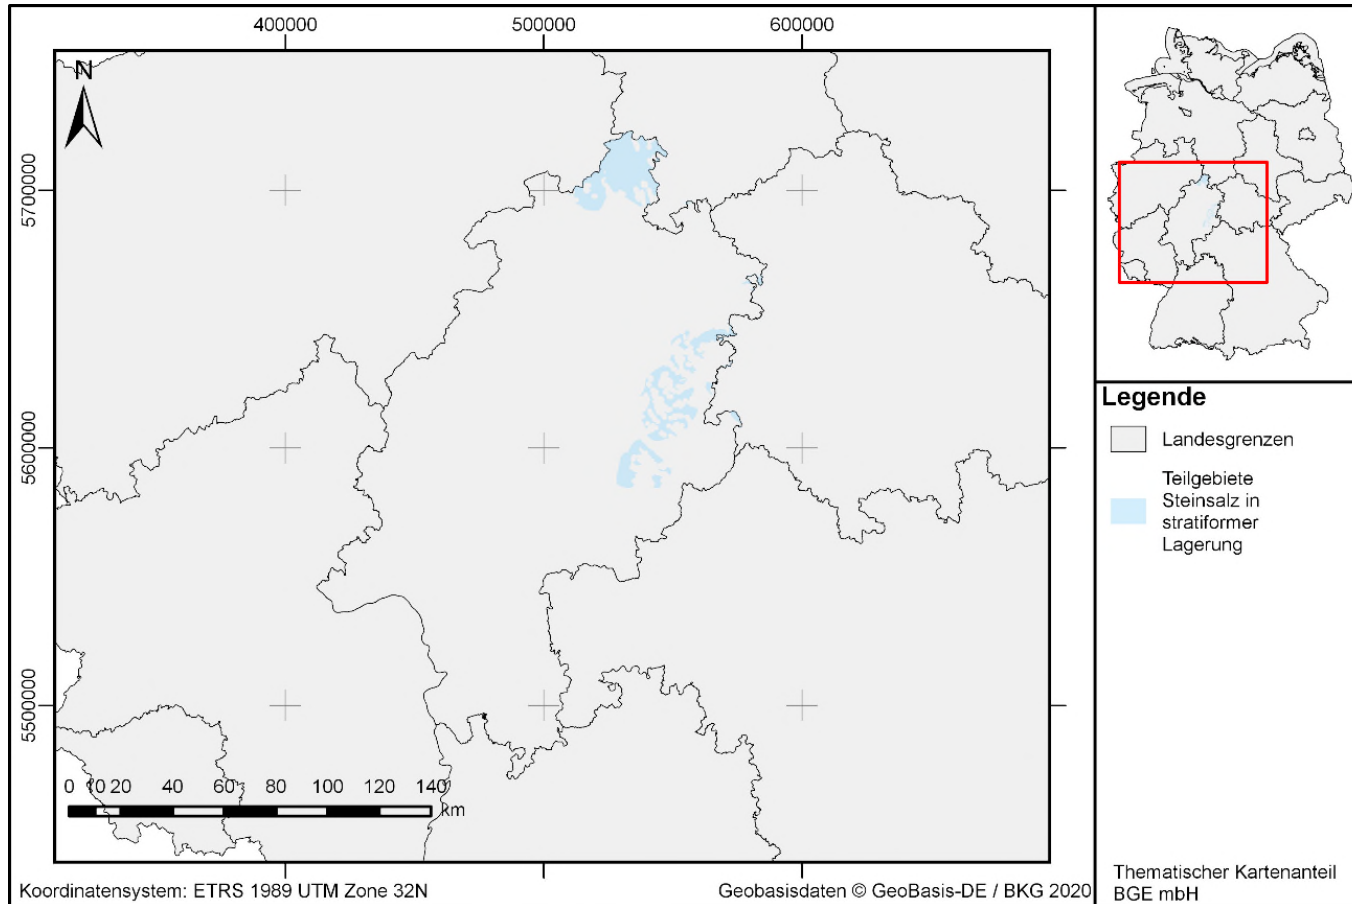 400000 500000 600000
N
5700000
5600000
5500000
0 10 20 40 60 80 100 120 140
km
Koordinatensystem: ETRS 1989 UTM Zone 32N
Geobasisdaten © GeoBasis-DE / BKG 2020
Legende
Landesgrenzen
Teilgebiete
Steinsalz in
stratiformer
Lagerung
Thematischer Kartenanteil
BGE mbH